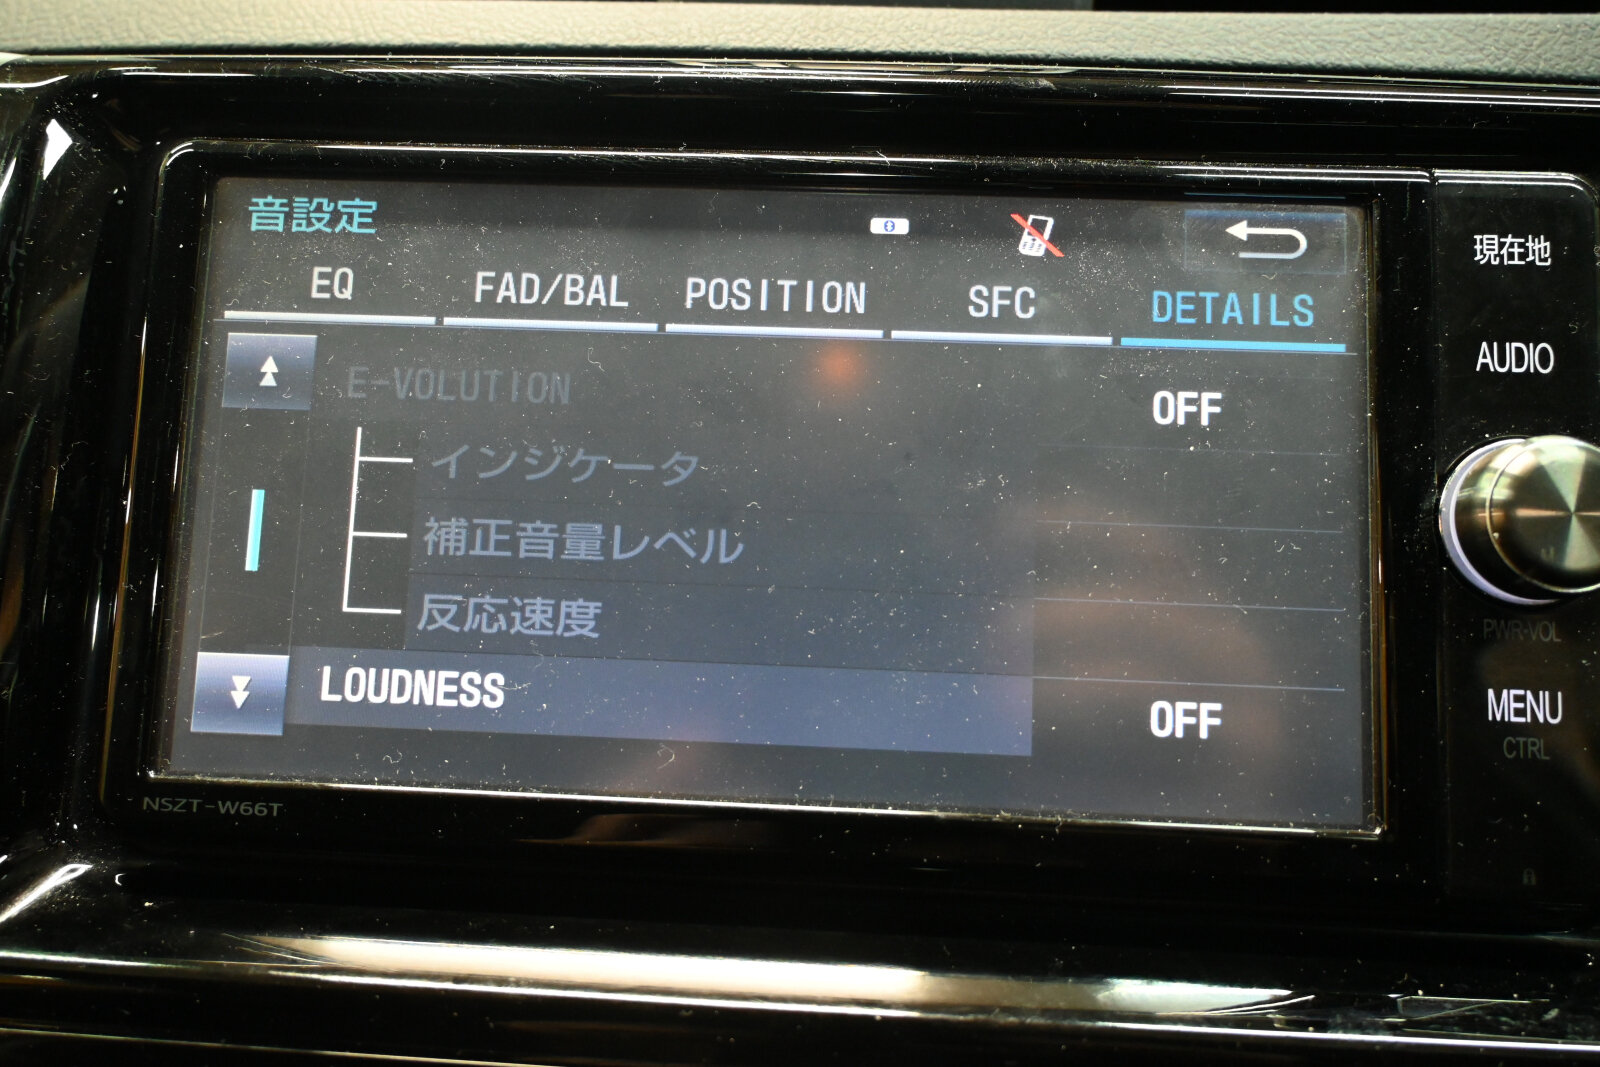 音設定
EQ FAD/BAL POSITION SFC DETAILS
E-VOLUTION OFF
インジケータ
補正音量レベル
反応速度
LOUDNESS OFF
NSZT-W66T
現在地
AUDIO
PWR-VOL
MENU
CTRL